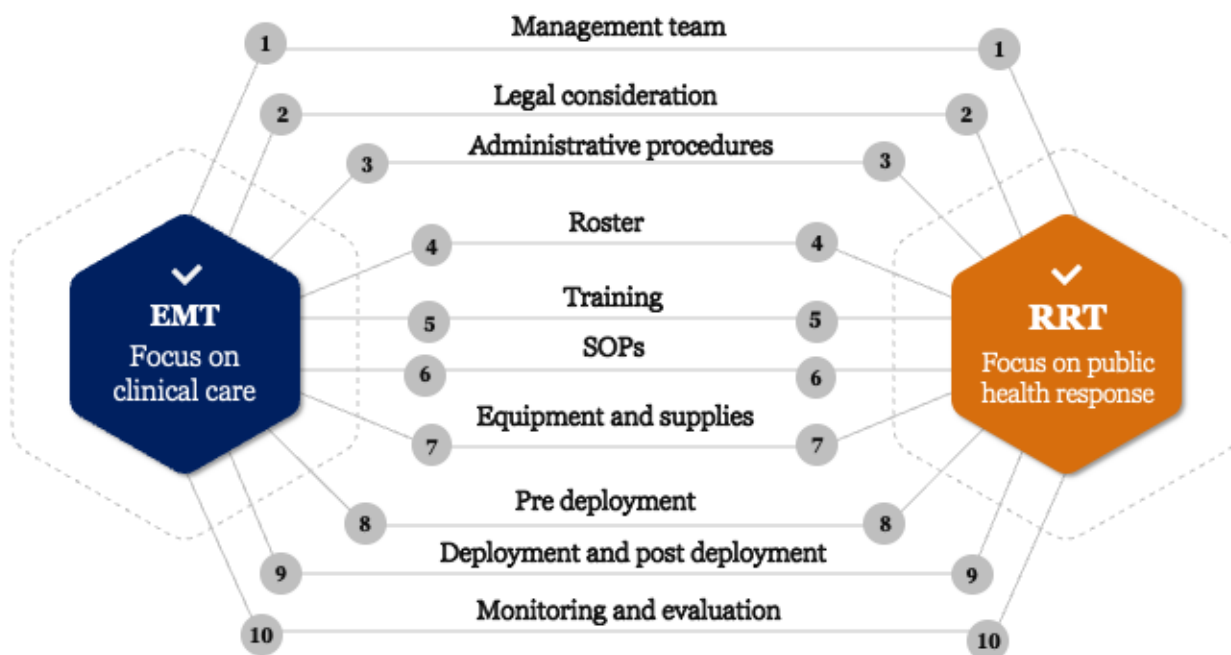 1 Management team 1
2 Legal consideration 2
3 Administrative procedures 3
4 Roster 4
5 Training 5
6 SOPs 6
7 Equipment and supplies 7
8 Pre deployment 8
9 Deployment and post deployment 9
10 Monitoring and evaluation 10
EMT
Focus on
clinical care
RRT
Focus on public
health response